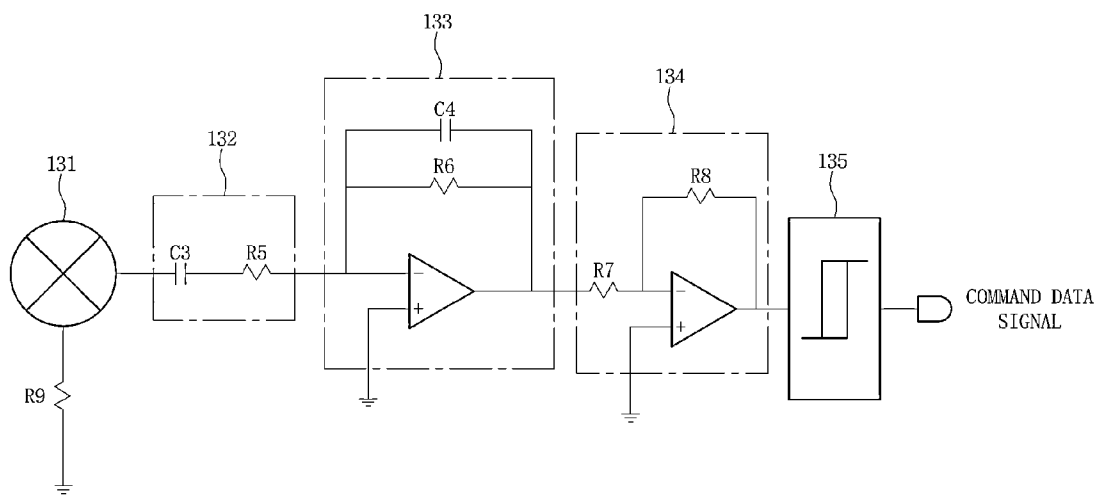 133
134
C4
132
131
R6
R8
135
C3
R5
R7
−
+
−
+
COMMAND DATA
SIGNAL
R9